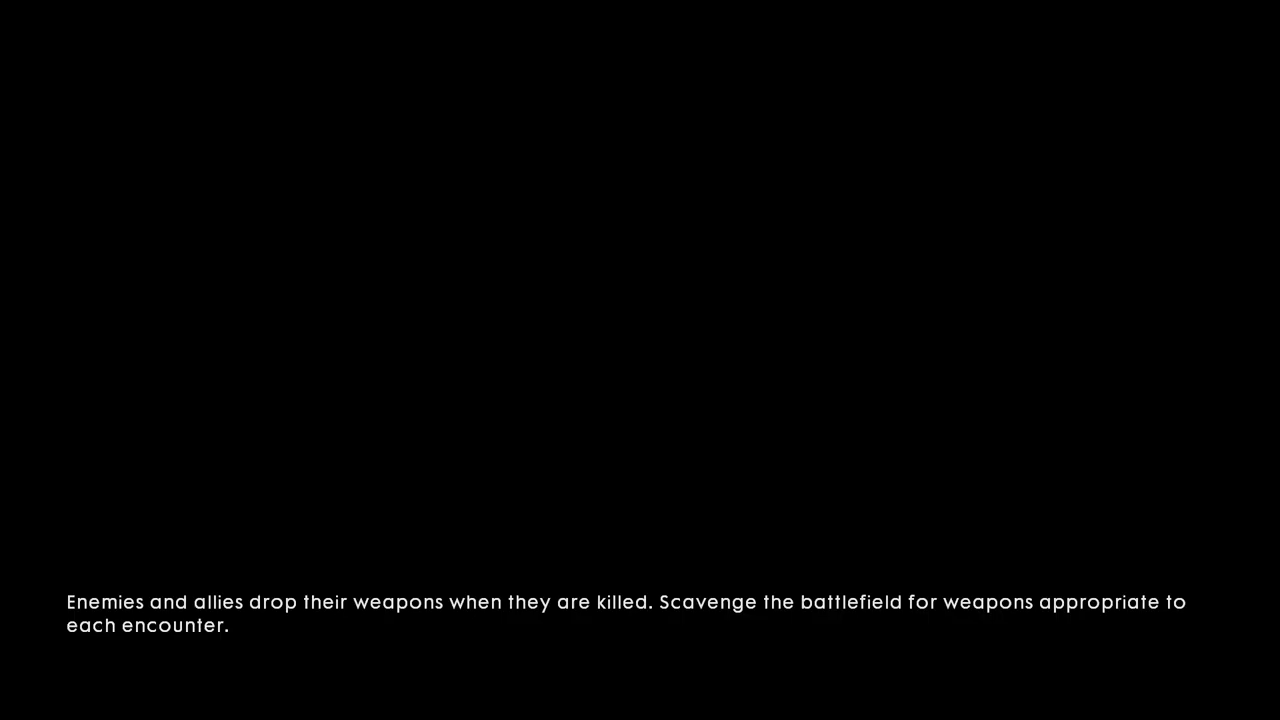 Enemies and allies drop their weapons when they are killed. Scavenge the battlefield for weapons appropriate to
each encounter.